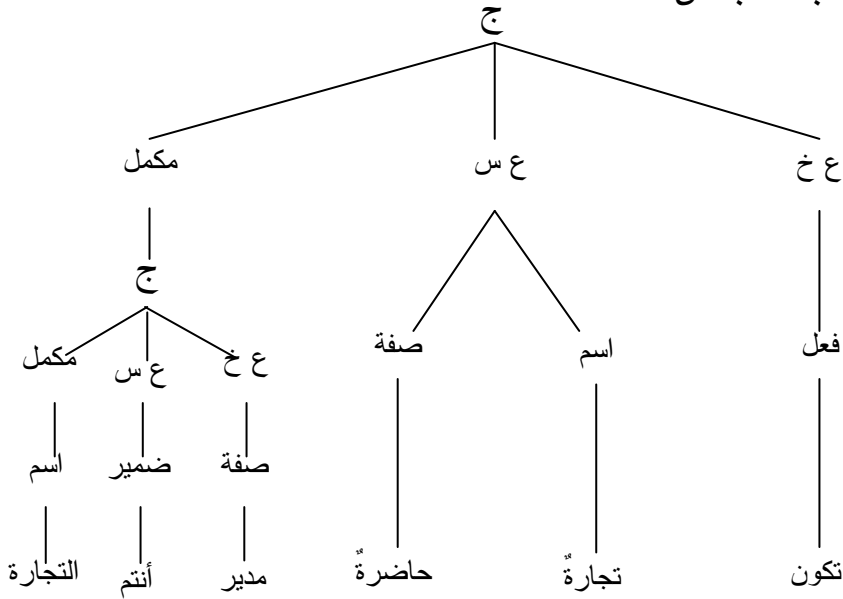 ج
ع خ ع س مكمل
ج
فعل اسم صفة ع خ ع س مكمل
صفة ضمير اسم
تكون تجارةٌ حاضرةٌ مدير أنتم التجارة